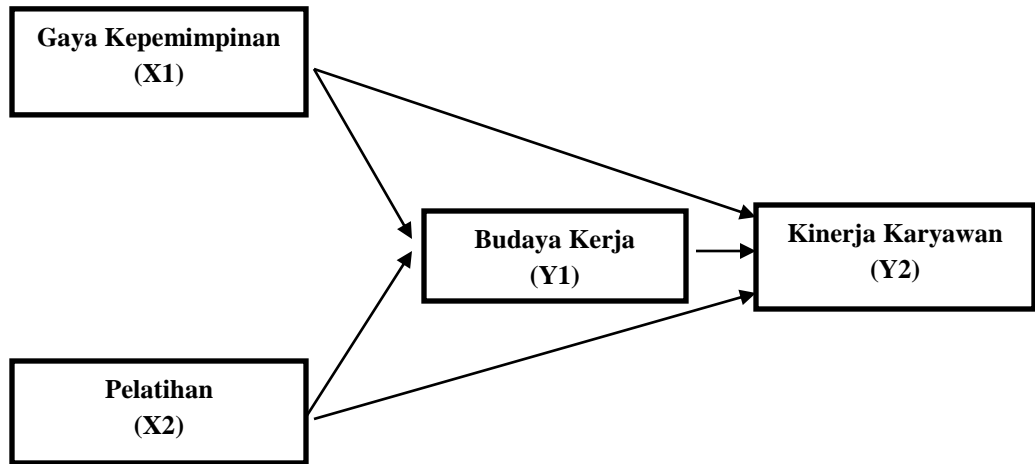 Gaya Kepemimpinan
(X1)
Budaya Kerja
(Y1)
Kinerja Karyawan
(Y2)
Pelatihan
(X2)